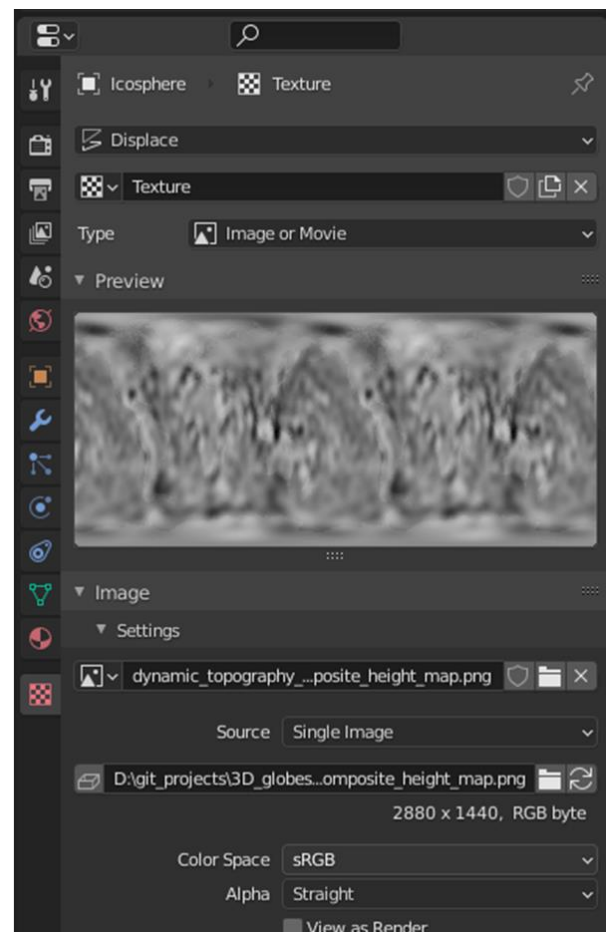 Icosphere Texture
Displace
Texture
Type Image or Movie
Preview
Image
Settings
dynamic_topography_...posite_height_map.png
Source Single Image
D:\git_projects\3D_globes...omposite_height_map.png
2880 x 1440, RGB byte
Color Space sRGB
Alpha Straight
View as Render